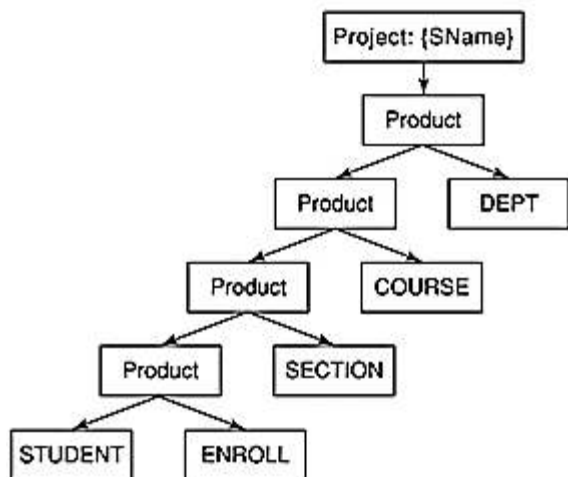 Project: {SName}
Product
Product
DEPT
Product
COURSE
Product
SECTION
STUDENT
ENROLL